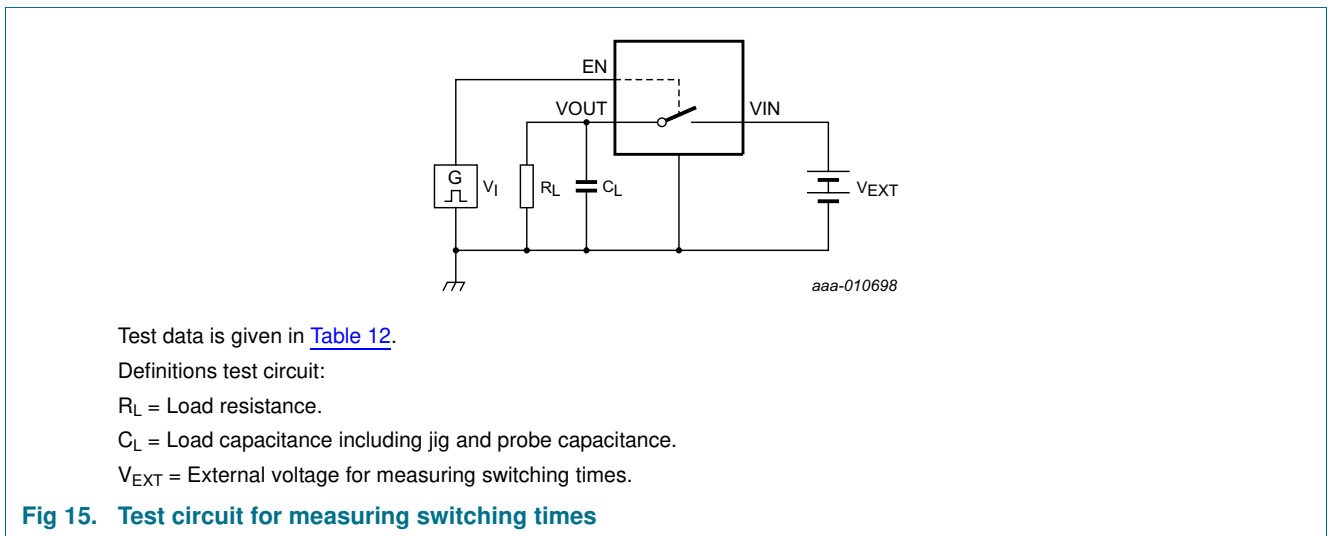 EN
VOUT
VIN
G
VI
RL
CL
VEXT
aaa-010698
Test data is given in Table 12.
Definitions test circuit:
RL = Load resistance.
CL = Load capacitance including jig and probe capacitance.
VEXT = External voltage for measuring switching times.
Fig 15. Test circuit for measuring switching times